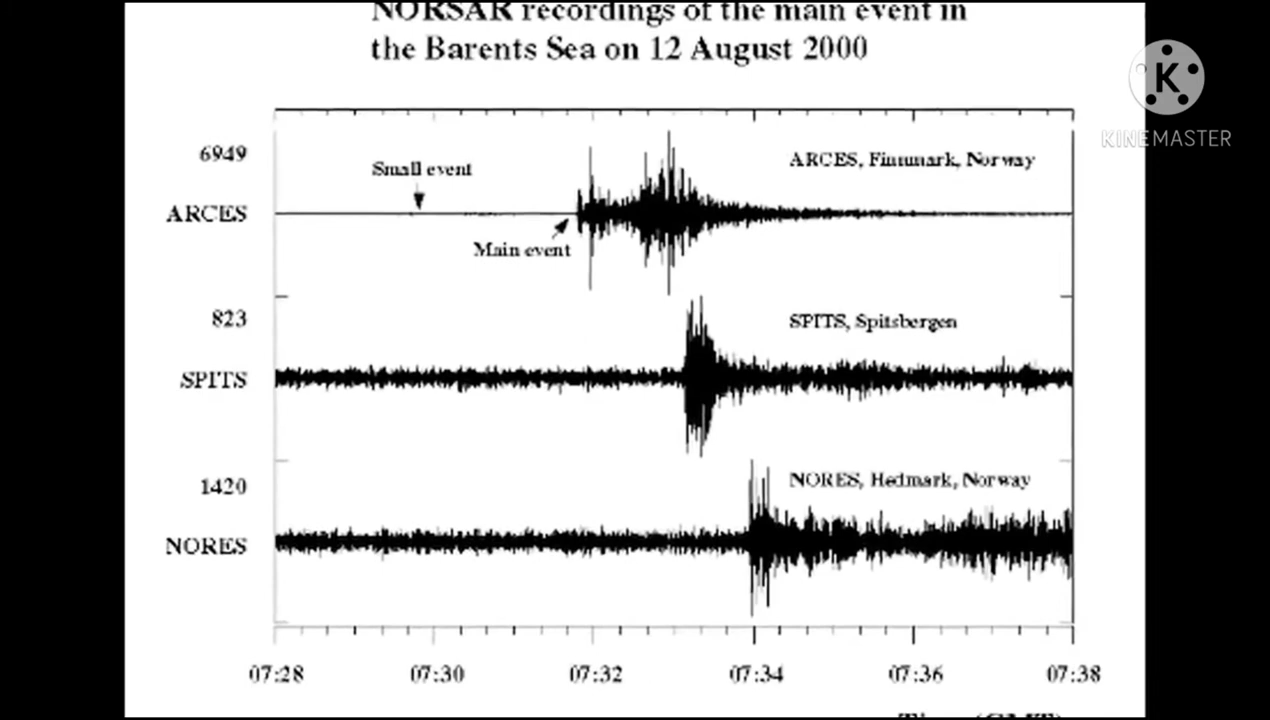 NORSAR recordings of the main event in
the Barents Sea on 12 August 2000
K
KINEMASTER
6949
ARCES
Small event
Main event
ARCES, Finnmark, Norway
823
SPITS
SPITS, Spitsbergen
1420
NORES
NORES, Hedmark, Norway
07:28 07:30 07:32 07:34 07:36 07:38
Time (GMT)